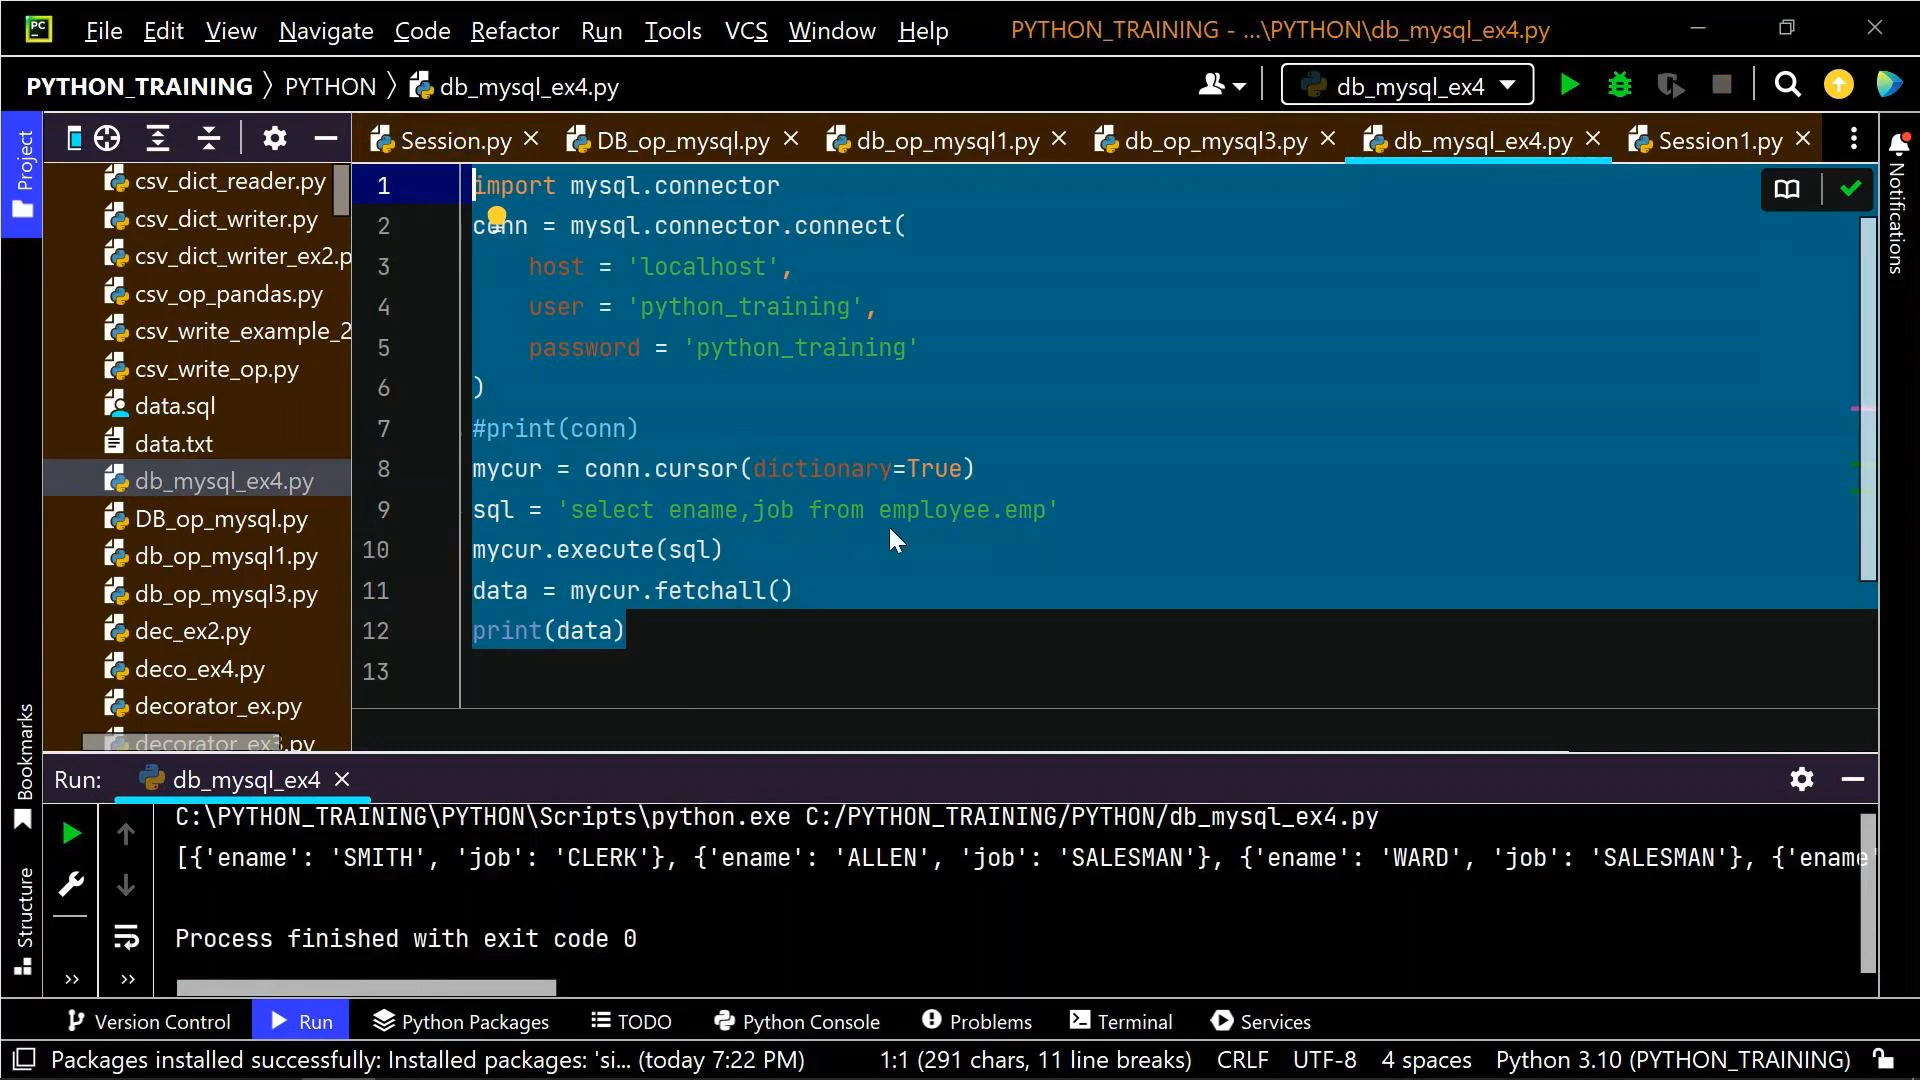 PC File Edit View Navigate Code Refactor Run Tools VCS Window Help PYTHON_TRAINING - ...\PYTHON\db_mysql_ex4.py
PYTHON_TRAINING PYTHON db_mysql_ex4.py db_mysql_ex4
Project
Session.py DB_op_mysql.py db_op_mysql1.py db_op_mysql3.py db_mysql_ex4.py Session1.py
Notifications
csv_dict_reader.py
csv_dict_writer.py
csv_dict_writer_ex2.p
csv_op_pandas.py
csv_write_example_2
csv_write_op.py
data.sql
data.txt
db_mysql_ex4.py
DB_op_mysql.py
db_op_mysql1.py
db_op_mysql3.py
dec_ex2.py
deco_ex4.py
decorator_ex.py
decorator_ex3.py
1 import mysql.connector
2 conn = mysql.connector.connect(
3 host = 'localhost',
4 user = 'python_training',
5 password = 'python_training'
6 )
7 #print(conn)
8 mycur = conn.cursor(dictionary=True)
9 sql = 'select ename,job from employee.emp'
10 mycur.execute(sql)
11 data = mycur.fetchall()
12 print(data)
13
Bookmarks
Structure
Run: db_mysql_ex4
C:\PYTHON_TRAINING\PYTHON\Scripts\python.exe C:/PYTHON_TRAINING/PYTHON/db_mysql_ex4.py
[{'ename': 'SMITH', 'job': 'CLERK'}, {'ename': 'ALLEN', 'job': 'SALESMAN'}, {'ename': 'WARD', 'job': 'SALESMAN'}, {'ename'
Process finished with exit code 0
Version Control Run Python Packages TODO Python Console Problems Terminal Services
Packages installed successfully: Installed packages: 'si... (today 7:22 PM) 1:1 (291 chars, 11 line breaks) CRLF UTF-8 4 spaces Python 3.10 (PYTHON_TRAINING)